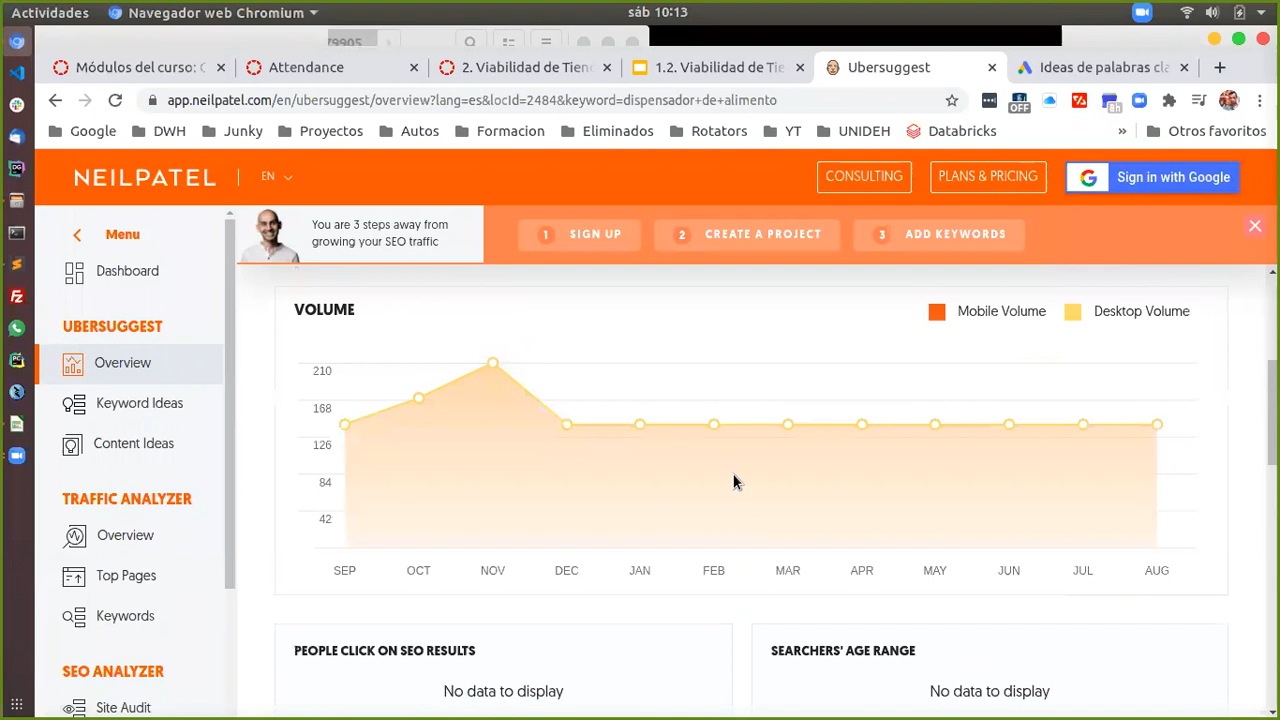 Actividades Navegador web Chromium sáb 10:13
79905
Módulos del curso: C Attendance 2. Viabilidad de Tien 1.2. Viabilidad de Tie Ubersuggest Ideas de palabras cla
app.neilpatel.com/en/ubersuggest/overview?lang=es&locId=2484&keyword=dispensador+de+alimento OFF 8h
Google DWH Junky Proyectos Autos Formacion Eliminados Rotators YT UNIDEH Databricks » Otros favoritos
NEILPATEL EN CONSULTING PLANS & PRICING Sign in with Google
You are 3 steps away from
growing your SEO traffic
1 SIGN UP 2 CREATE A PROJECT 3 ADD KEYWORDS
Menu
Dashboard
UBERSUGGEST
Overview
Keyword Ideas
Content Ideas
TRAFFIC ANALYZER
Overview
Top Pages
Keywords
SEO ANALYZER
Site Audit
VOLUME Mobile Volume Desktop Volume
210
168
126
84
42
SEP OCT NOV DEC JAN FEB MAR APR MAY JUN JUL AUG
PEOPLE CLICK ON SEO RESULTS
No data to display
SEARCHERS' AGE RANGE
No data to display